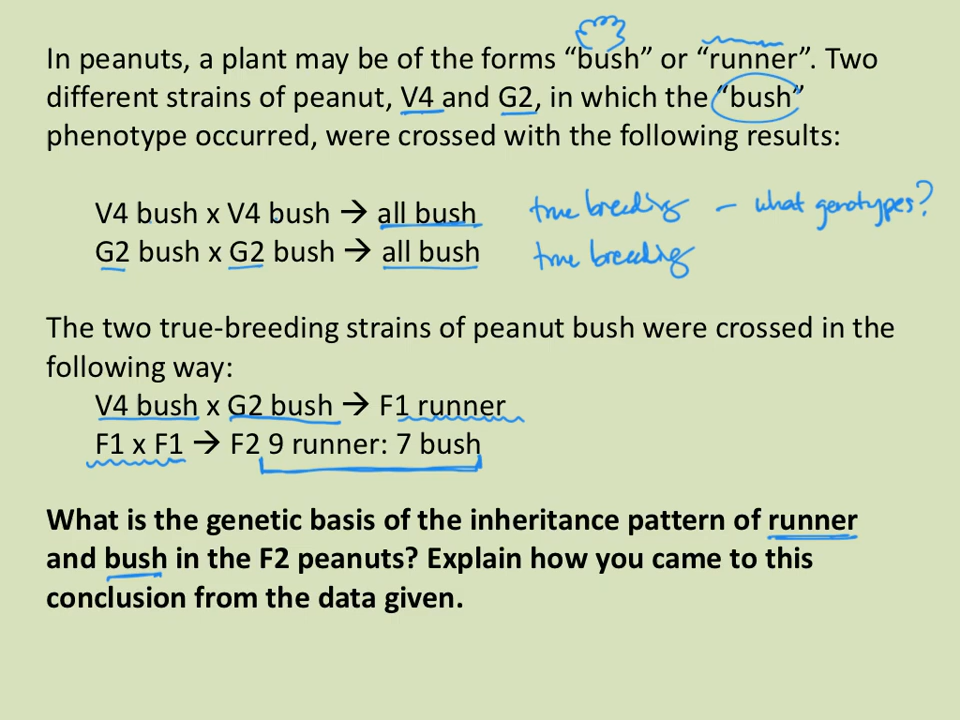 In peanuts, a plant may be of the forms “bush” or “runner”. Two
different strains of peanut, V4 and G2, in which the “bush”
phenotype occurred, were crossed with the following results:
V4 bush x V4 bush → all bush true breeding – what genotypes?
G2 bush x G2 bush → all bush true breeding
The two true-breeding strains of peanut bush were crossed in the
following way:
V4 bush x G2 bush → F1 runner
F1 x F1 → F2 9 runner: 7 bush
What is the genetic basis of the inheritance pattern of runner
and bush in the F2 peanuts? Explain how you came to this
conclusion from the data given.